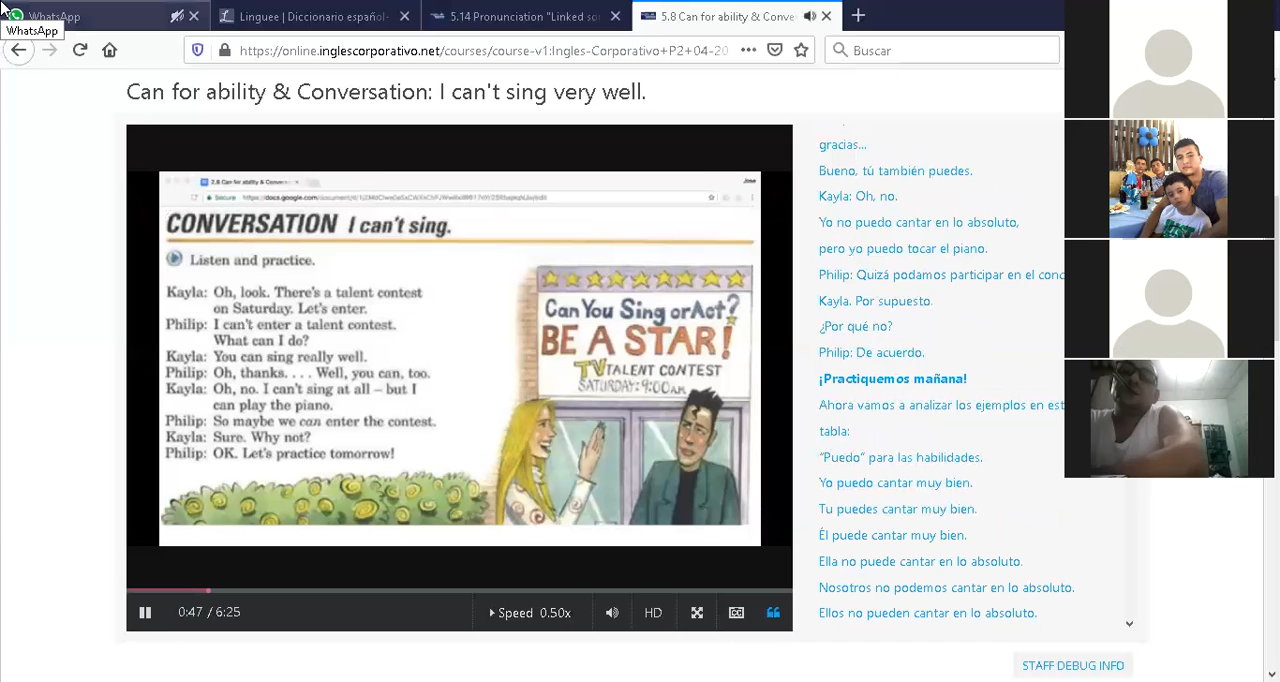 WhatsApp
Linguee | Diccionario español-
5.14 Pronunciation "Linked so
5.8 Can for ability & Conve
WhatsApp
https://online.inglescorporativo.net/courses/course-v1:Ingles-Corporativo+P2+04-20
Buscar
Can for ability & Conversation: I can't sing very well.
2.8 Can for ability & Conver
Jose
Secure
CONVERSATION I can't sing.
Listen and practice.
Kayla: Oh, look. There's a talent contest
on Saturday. Let's enter.
Philip: I can't enter a talent contest.
What can I do?
Kayla: You can sing really well.
Philip: Oh, thanks. . . . Well, you can, too.
Kayla: Oh, no. I can't sing at all – but I
can play the piano.
Philip: So maybe we can enter the contest.
Kayla: Sure. Why not?
Philip: OK. Let's practice tomorrow!
Can You Sing or Act?
BE A STAR!
TV TALENT CONTEST
SATURDAY: 9:00 AM
gracias...
Bueno, tú también puedes.
Kayla: Oh, no.
Yo no puedo cantar en lo absoluto,
pero yo puedo tocar el piano.
Philip: Quizá podamos participar en el conc
Kayla. Por supuesto.
¿Por qué no?
Philip: De acuerdo.
¡Practiquemos mañana!
Ahora vamos a analizar los ejemplos en est
tabla:
"Puedo" para las habilidades.
Yo puedo cantar muy bien.
Tu puedes cantar muy bien.
Él puede cantar muy bien.
Ella no puede cantar en lo absoluto.
Nosotros no podemos cantar en lo absoluto.
Ellos no pueden cantar en lo absoluto.
0:47 / 6:25
Speed 0.50x
HD
STAFF DEBUG INFO